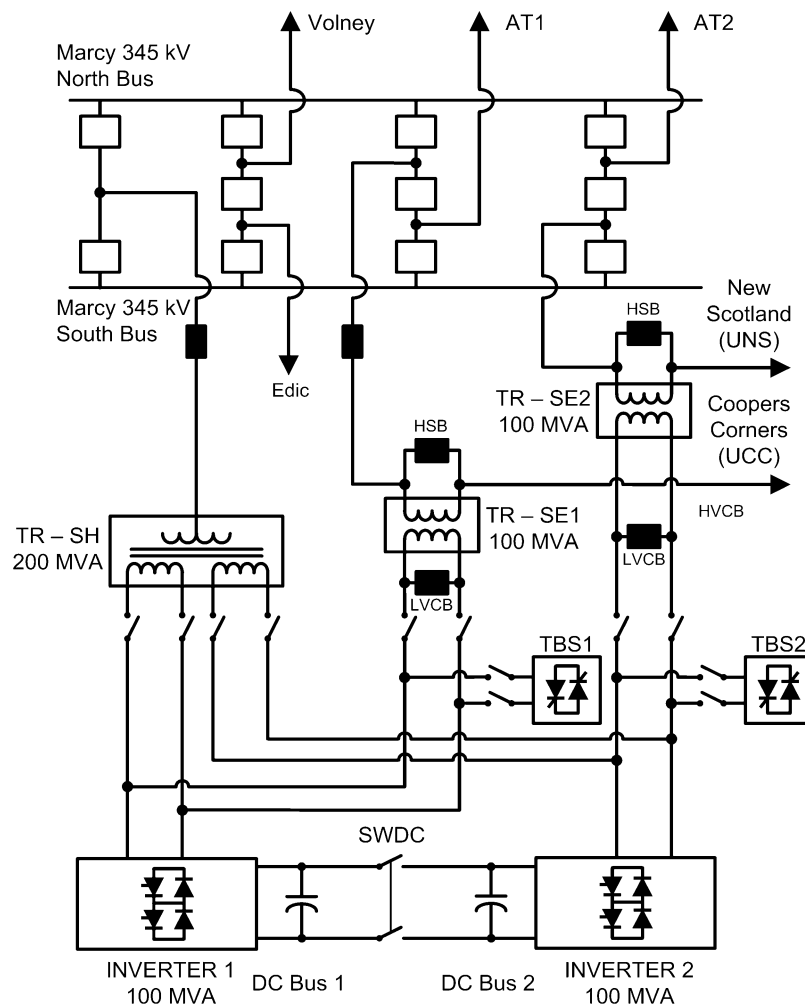 Volney
AT1
AT2
Marcy 345 kV
North Bus
Marcy 345 kV
South Bus
Edic
HSB
New
Scotland
(UNS)
TR – SE2
100 MVA
Coopers
Corners
(UCC)
HSB
HVCB
TR – SH
200 MVA
TR – SE1
100 MVA
LVCB
LVCB
TBS1
TBS2
SWDC
INVERTER 1
100 MVA
DC Bus 1
DC Bus 2
INVERTER 2
100 MVA